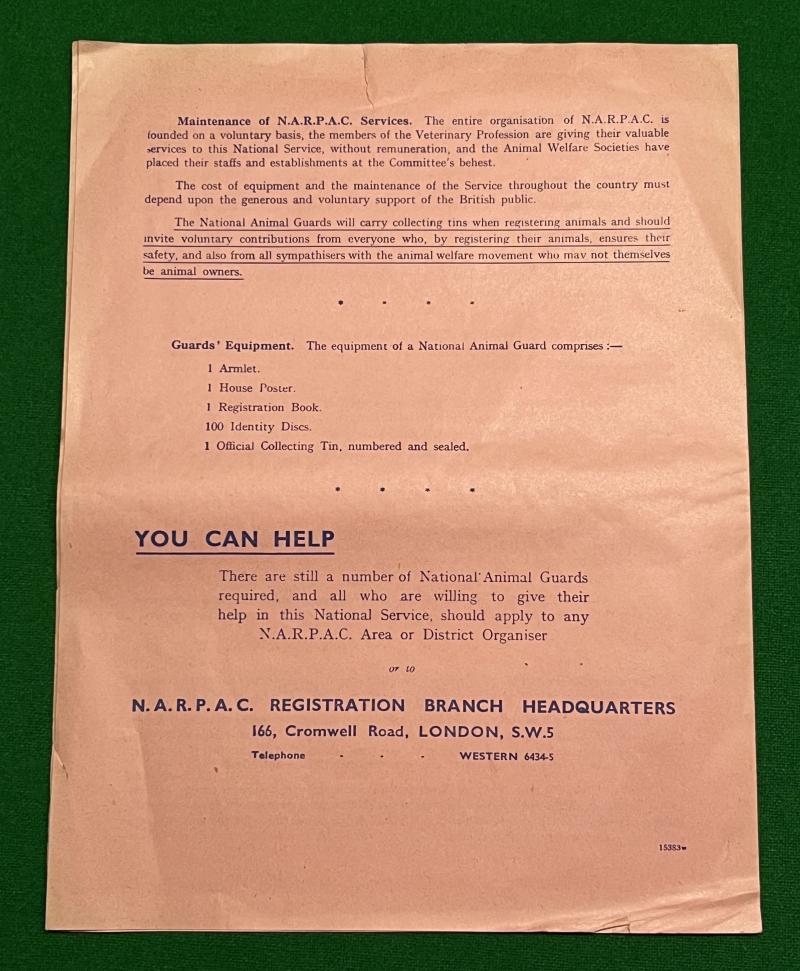 Maintenance of N.A.R.P.A.C. Services. The entire organisation of N.A.R.P.A.C. is
founded on a voluntary basis, the members of the Veterinary Profession are giving their valuable
services to this National Service, without remuneration, and the Animal Welfare Societies have
placed their staffs and establishments at the Committee's behest.
The cost of equipment and the maintenance of the Service throughout the country must
depend upon the generous and voluntary support of the British public.
The National Animal Guards will carry collecting tins when registering animals and should
invite voluntary contributions from everyone who, by registering their animals, ensures their
safety, and also from all sympathisers with the animal welfare movement who may not themselves
be animal owners.
* * * *
Guards' Equipment. The equipment of a National Animal Guard comprises :—
1 Armlet.
1 House Poster.
1 Registration Book.
100 Identity Discs.
1 Official Collecting Tin, numbered and sealed.
* * * *
YOU CAN HELP
There are still a number of National Animal Guards
required, and all who are willing to give their
help in this National Service, should apply to any
N.A.R.P.A.C. Area or District Organiser
or to
N.A.R.P.A.C. REGISTRATION BRANCH HEADQUARTERS
166, Cromwell Road, LONDON, S.W.5
Telephone - - - WESTERN 6434-5
15383w